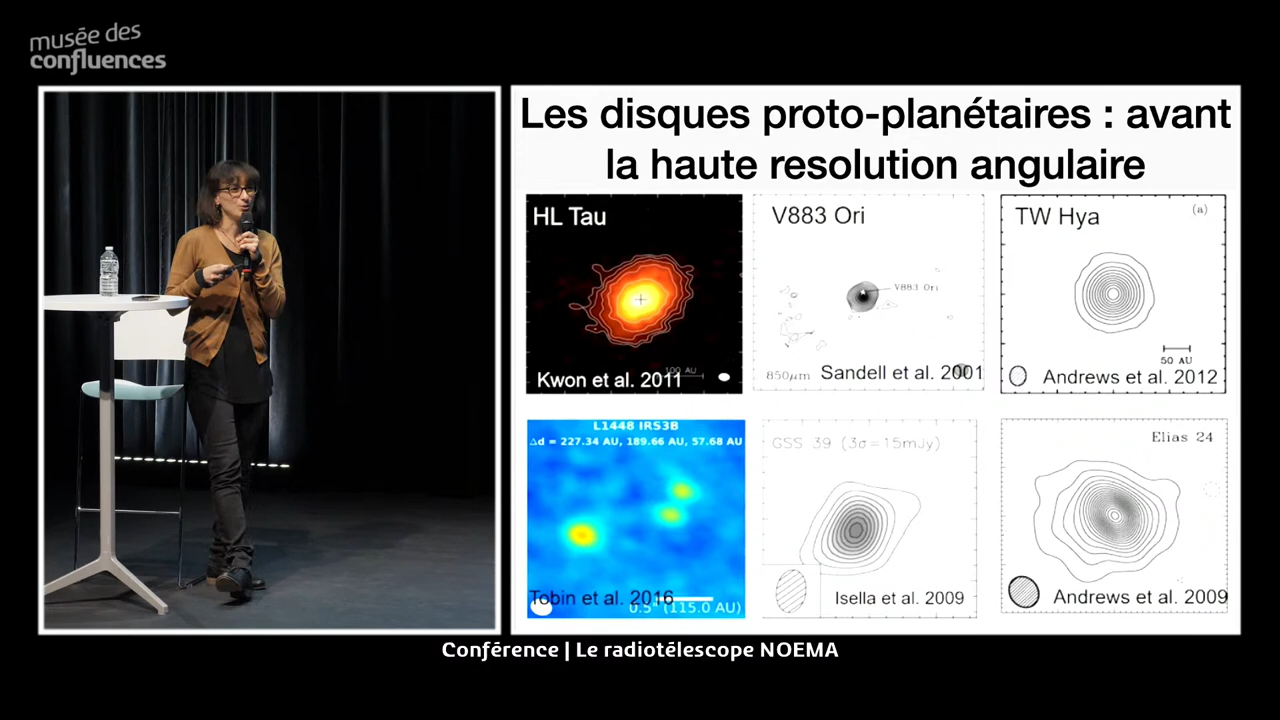 musée des
confluences
Les disques proto-planétaires : avant
la haute resolution angulaire
HL Tau
100 AU
Kwon et al. 2011
V883 Ori
V883 Ori
850μm
Sandell et al. 2001
TW Hya
(a)
50 AU
Andrews et al. 2012
L1448 IRS3B
Δd = 227.34 AU, 189.66 AU, 57.68 AU
Tobin et al. 2016
0.5" (115.0 AU)
GSS 39 (3σ=15mJy)
Isella et al. 2009
Elias 24
Andrews et al. 2009
Conférence | Le radiotélescope NOEMA